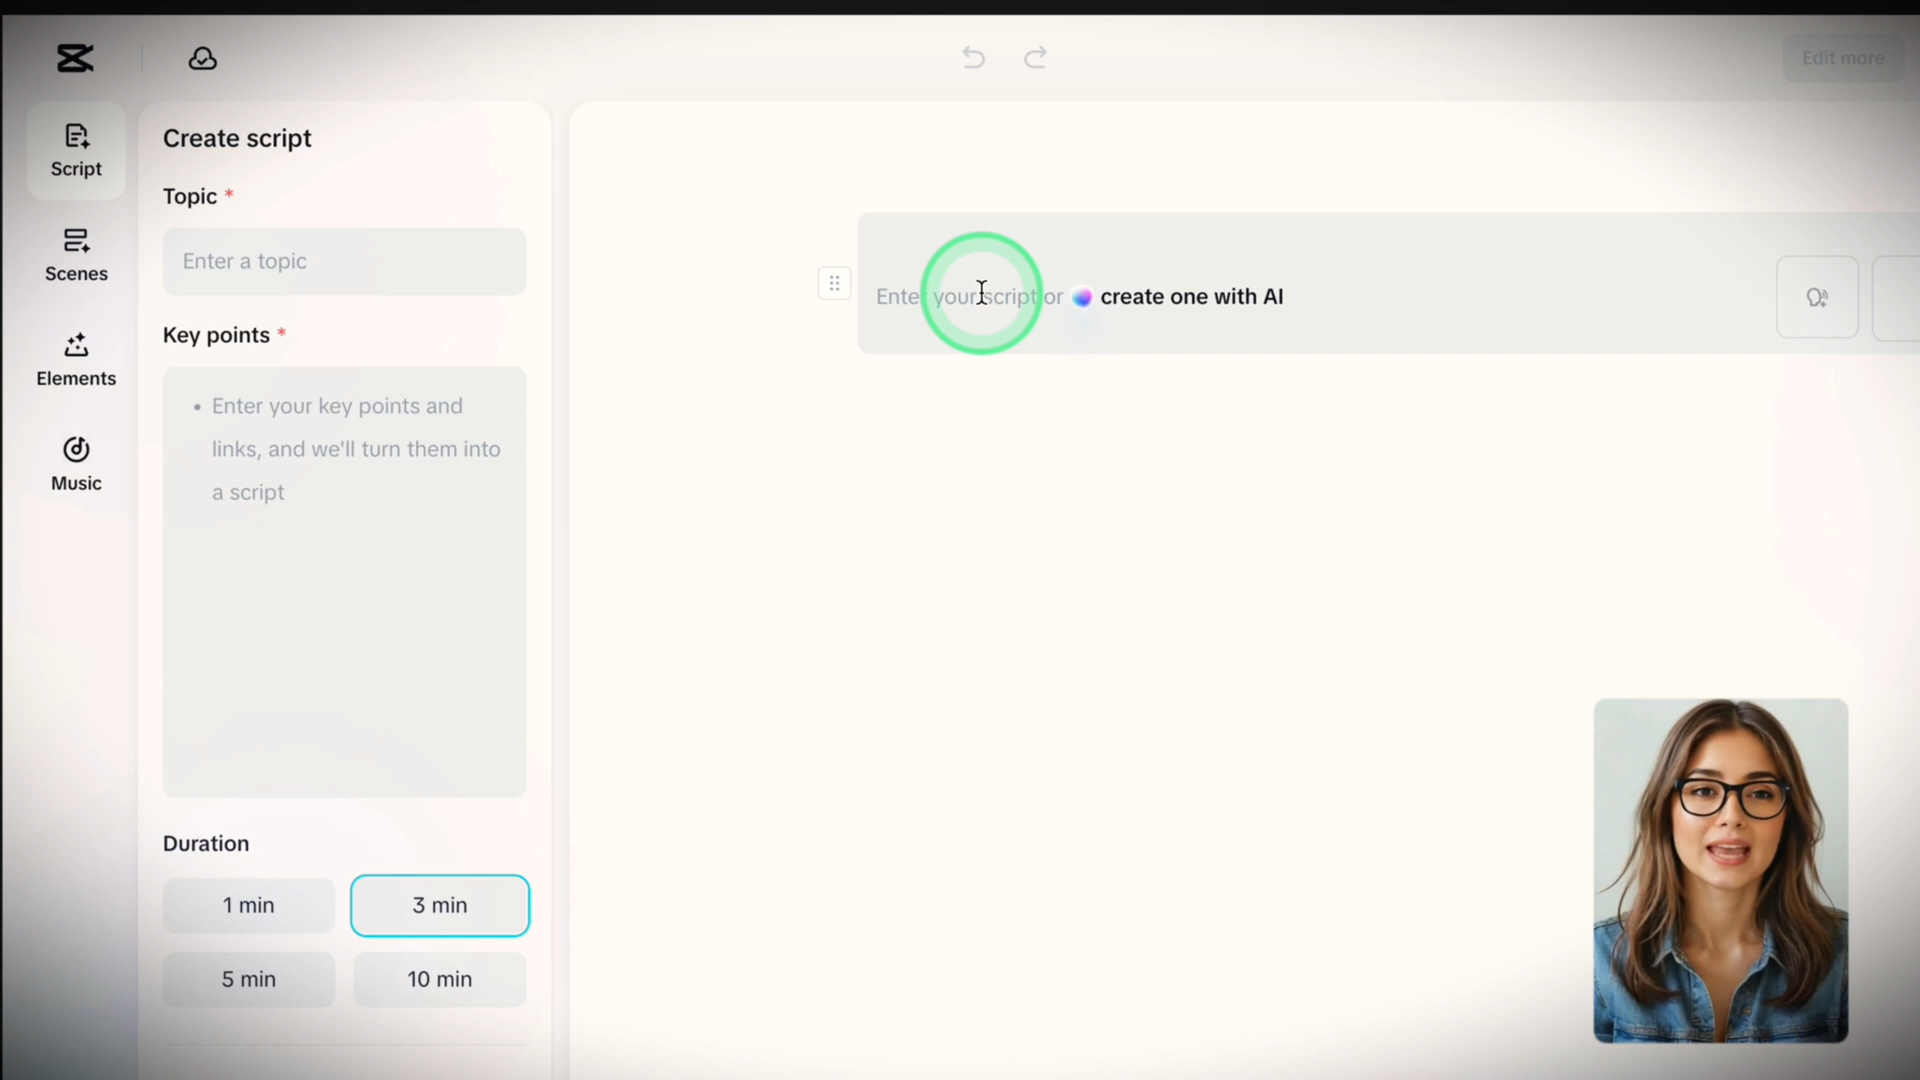 Edit more
Script
Scenes
Elements
Music
Create script
Topic *
Enter a topic
Key points *
• Enter your key points and
links, and we'll turn them into
a script
Duration
1 min
3 min
5 min
10 min
Enter your script or create one with AI